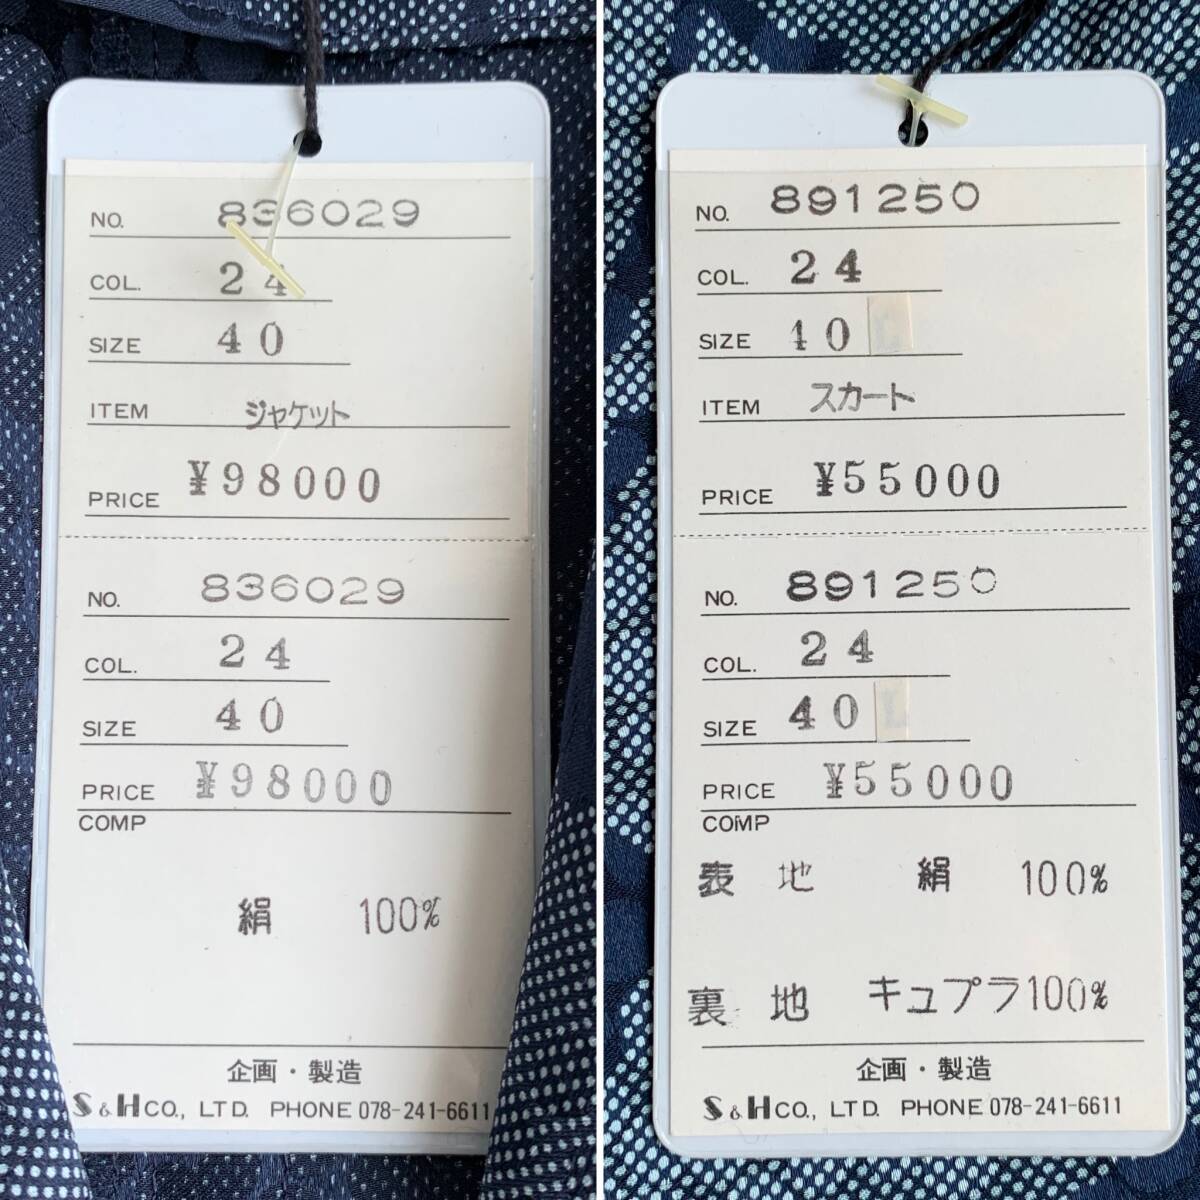 NO. 836029
COL. 24
SIZE 40
ITEM ジャケット
PRICE ¥98000
NO. 836029
COL. 24
SIZE 40
PRICE ¥98000
COMP
絹 100%
企画・製造
S&H CO., LTD. PHONE 078-241-6611
NO. 891250
COL. 24
SIZE 40
ITEM スカート
PRICE ¥55000
NO. 891250
COL. 24
SIZE 40 L
PRICE ¥55000
COMP
表地 絹 100%
裏地 キュプラ100%
企画・製造
S&H CO., LTD. PHONE 078-241-6611